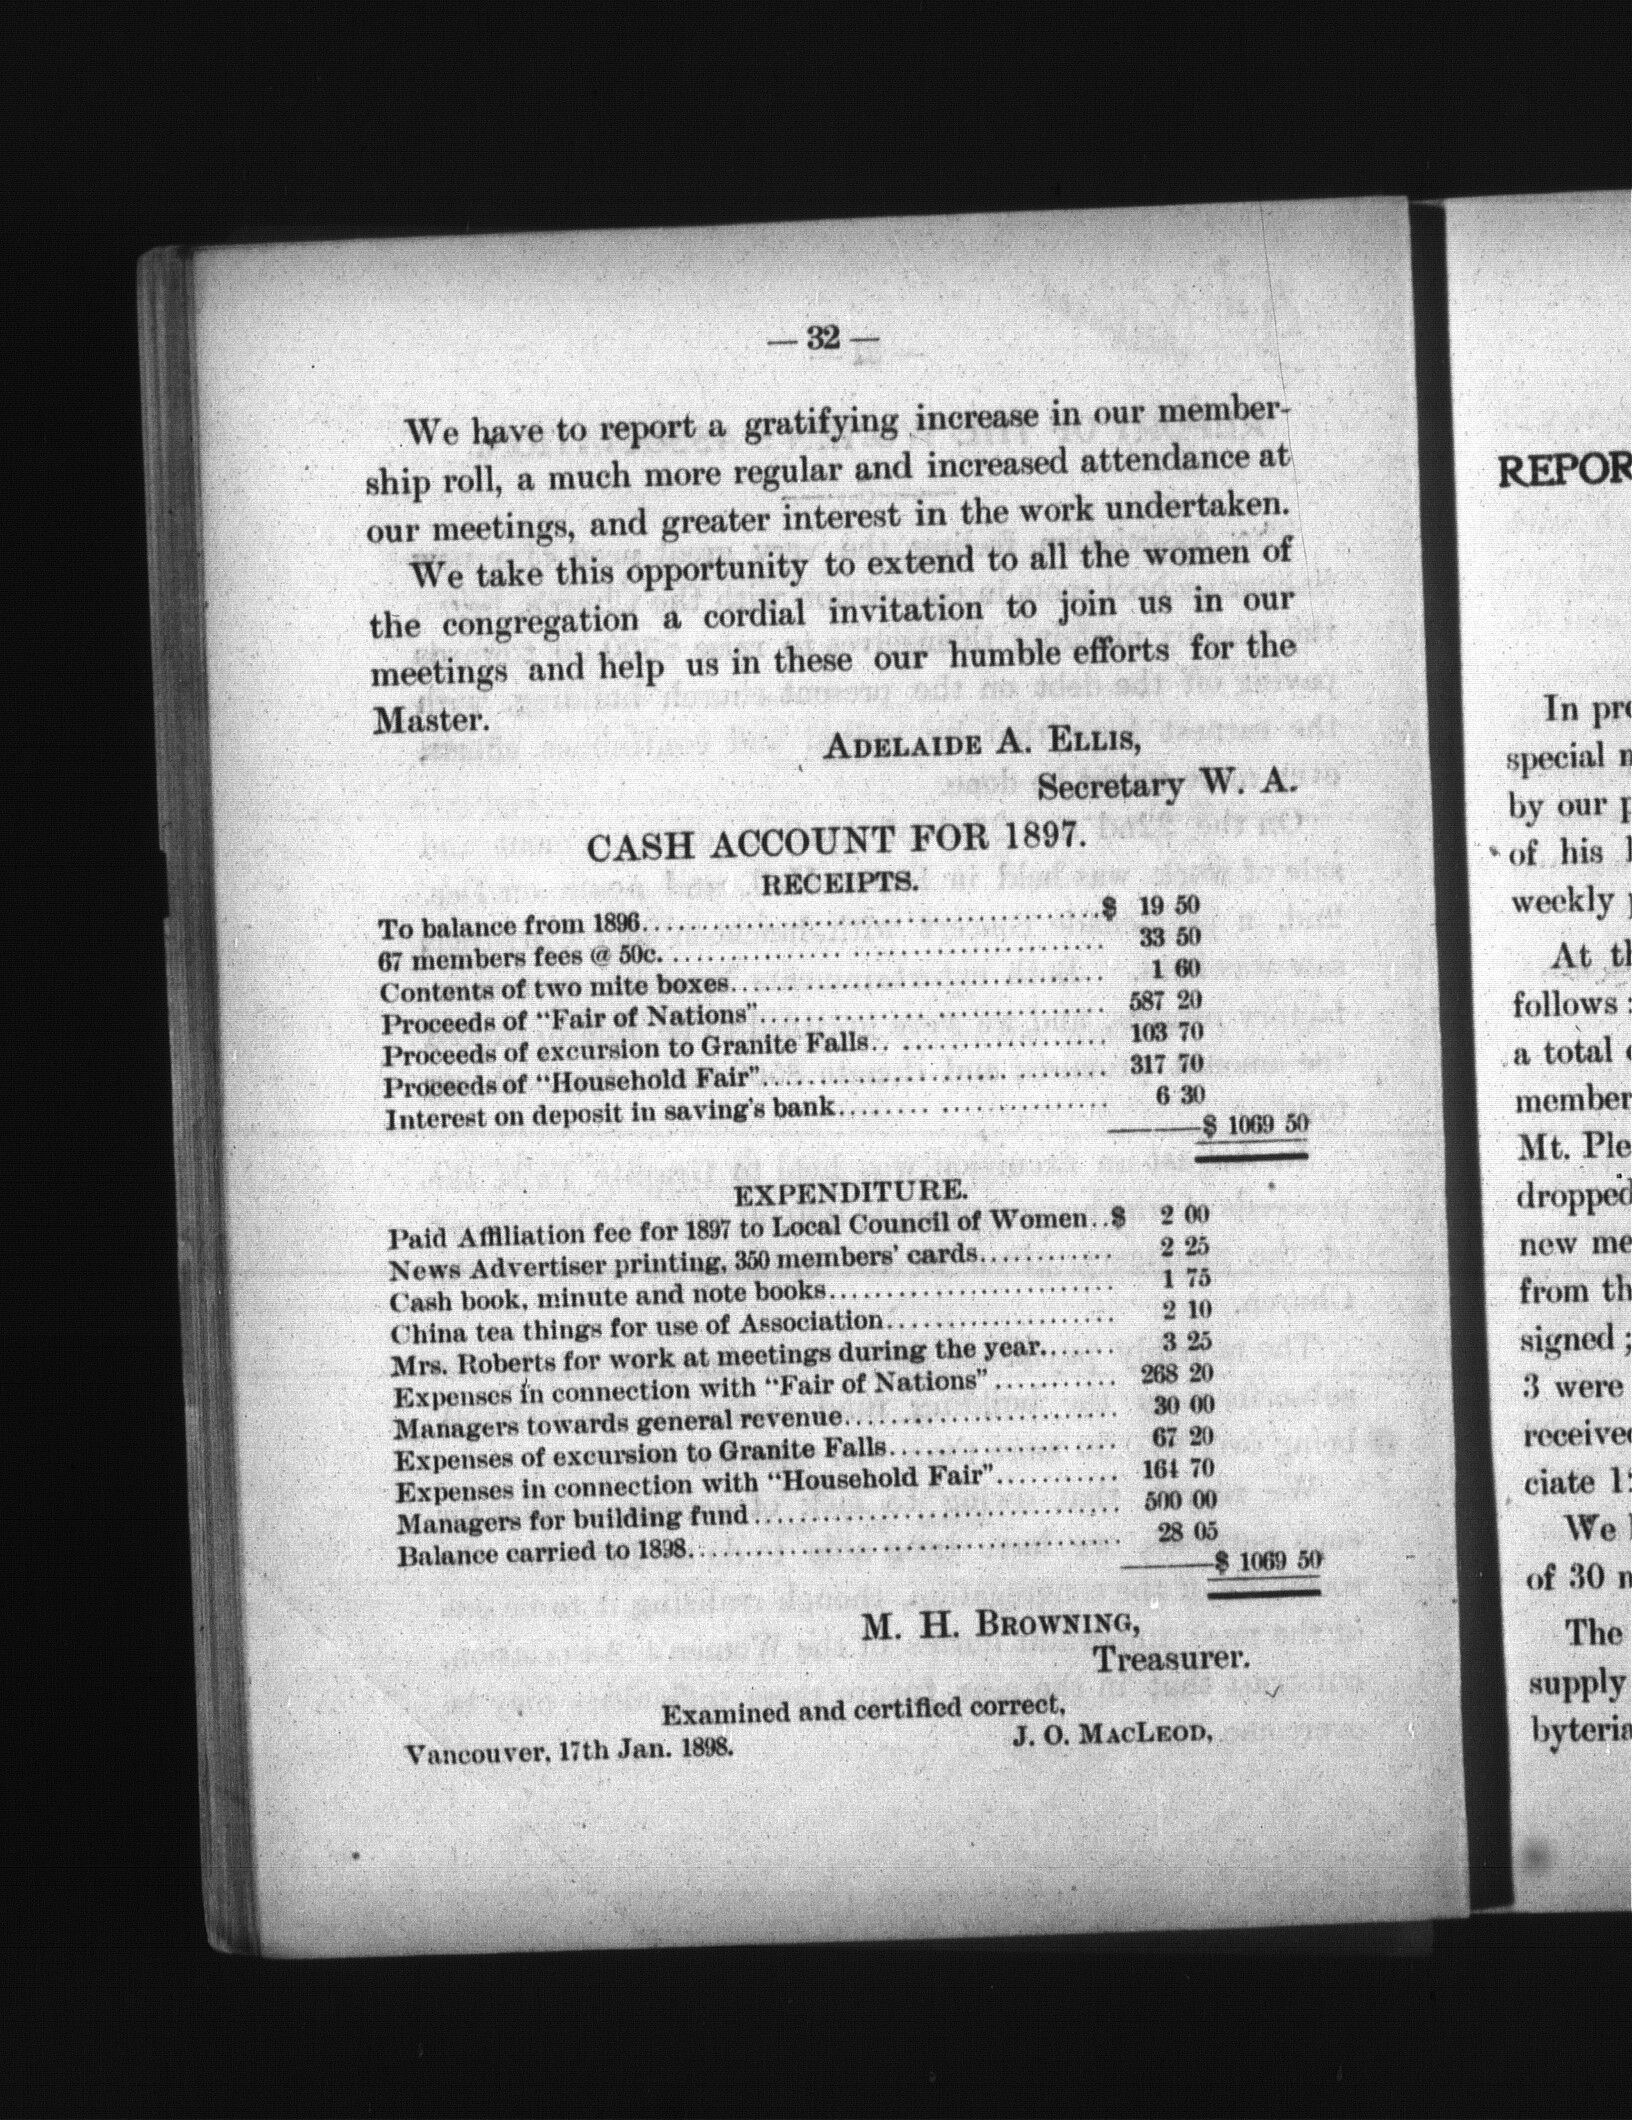 — 32 —
We have to report a gratifying increase in our member-
ship roll, a much more regular and increased attendance at
our meetings, and greater interest in the work undertaken.
We take this opportunity to extend to all the women of
the congregation a cordial invitation to join us in our
meetings and help us in these our humble efforts for the
Master.
ADELAIDE A. ELLIS,
Secretary W. A.
CASH ACCOUNT FOR 1897.
RECEIPTS.
To balance from 1896........................................$ 19 50
67 members fees @ 50c....................................... 33 50
Contents of two mite boxes.................................. 1 60
Proceeds of "Fair of Nations"............................... 587 20
Proceeds of excursion to Granite Falls...................... 103 70
Proceeds of "Household Fair"................................ 317 70
Interest on deposit in saving's bank........................ 6 30
———$ 1069 50
EXPENDITURE.
Paid Affiliation fee for 1897 to Local Council of Women..$ 2 00
News Advertiser printing, 350 members' cards............ 2 25
Cash book, minute and note books......................... 1 75
China tea things for use of Association.................... 2 10
Mrs. Roberts for work at meetings during the year....... 3 25
Expenses in connection with "Fair of Nations" ........... 268 20
Managers towards general revenue........................ 30 00
Expenses of excursion to Granite Falls.................... 67 20
Expenses in connection with "Household Fair"........... 164 70
Managers for building fund................................ 500 00
Balance carried to 1898..................................... 28 05
———$ 1069 50
M. H. BROWNING,
Treasurer.
Examined and certified correct,
Vancouver, 17th Jan. 1898. J. O. MACLEOD,
REPOR
In pre
special
by our p
of his
weekly
At th
follows :
a total
member
Mt. Ple
dropped
new me
from th
signed ;
3 were
received
ciate
We
of 30
The
supply
byteria